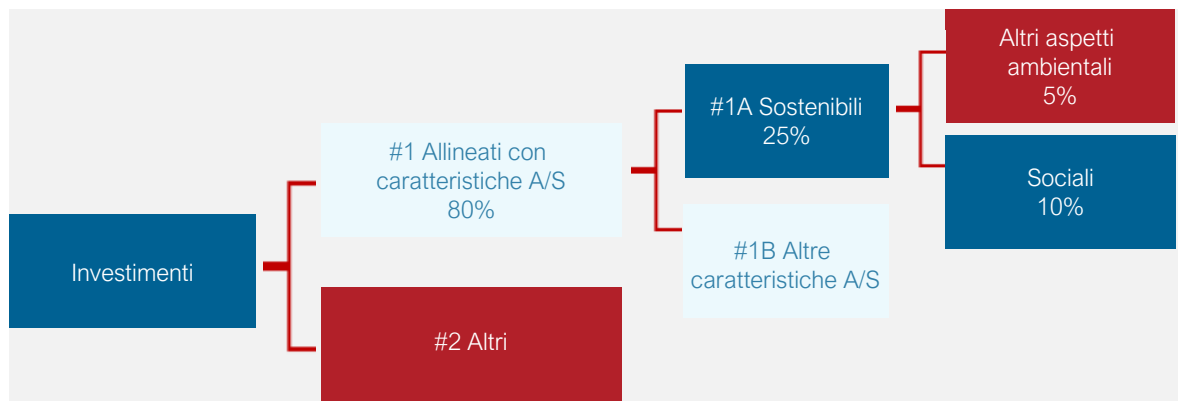 Investimenti
#1 Allineati con
caratteristiche A/S
80%
#2 Altri
#1A Sostenibili
25%
#1B Altre
caratteristiche A/S
Altri aspetti
ambientali
5%
Sociali
10%